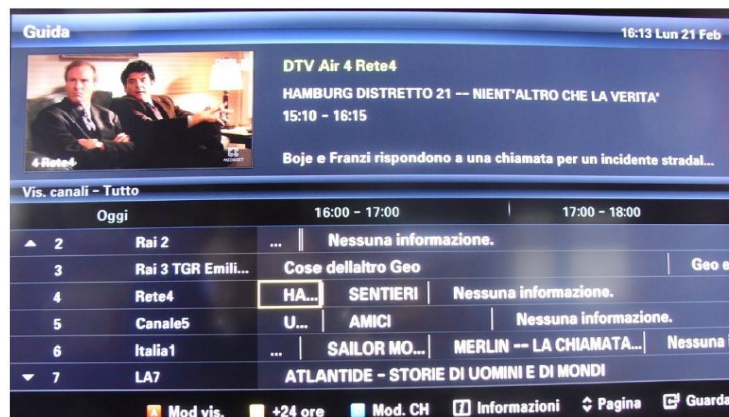 Guida 16:13 Lun 21 Feb
DTV Air 4 Rete4
HAMBURG DISTRETTO 21 -- NIENT'ALTRO CHE LA VERITA'
15:10 - 16:15
Boje e Franzi rispondono a una chiamata per un incidente stradal...
4 Rete4
MEDIASET
Vis. canali - Tutto
Oggi 16:00 - 17:00 17:00 - 18:00
2 Rai 2 ... Nessuna informazione.
3 Rai 3 TGR Emili... Cose dellaltro Geo Geo e
4 Rete4 HA... SENTIERI Nessuna informazione.
5 Canale5 U... AMICI Nessuna informazione.
6 Italia1 ... SAILOR MO... MERLIN -- LA CHIAMATA... Nessuna i
7 LA7 ATLANTIDE - STORIE DI UOMINI E DI MONDI
Mod vis. +24 ore Mod. CH i Informazioni Pagina Guarda